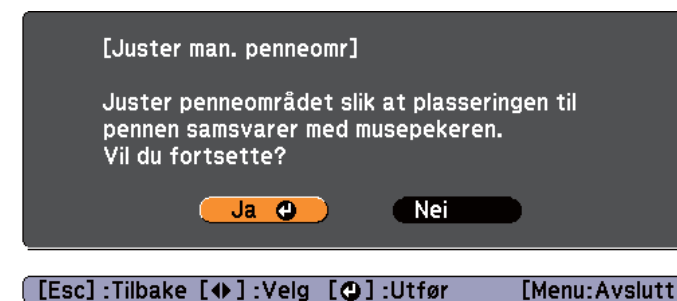 [Juster man. penneomr]
Juster penneområdet slik at plasseringen til
pennen samsvarer med musepekeren.
Vil du fortsette?
Ja Nei
[Esc] :Tilbake [◆] :Velg [↵] :Utfør [Menu:Avslutt